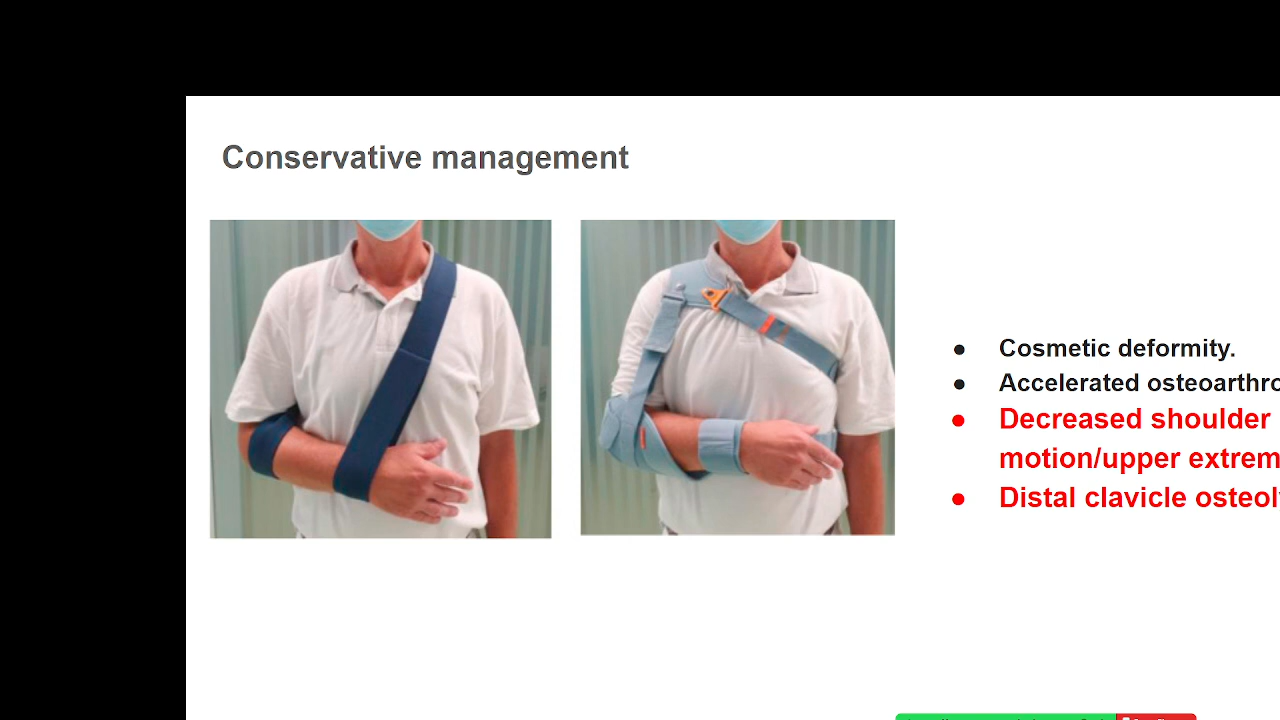 Conservative management
● Cosmetic deformity.
● Accelerated osteoarthro
● Decreased shoulder
motion/upper extrem
● Distal clavicle osteol